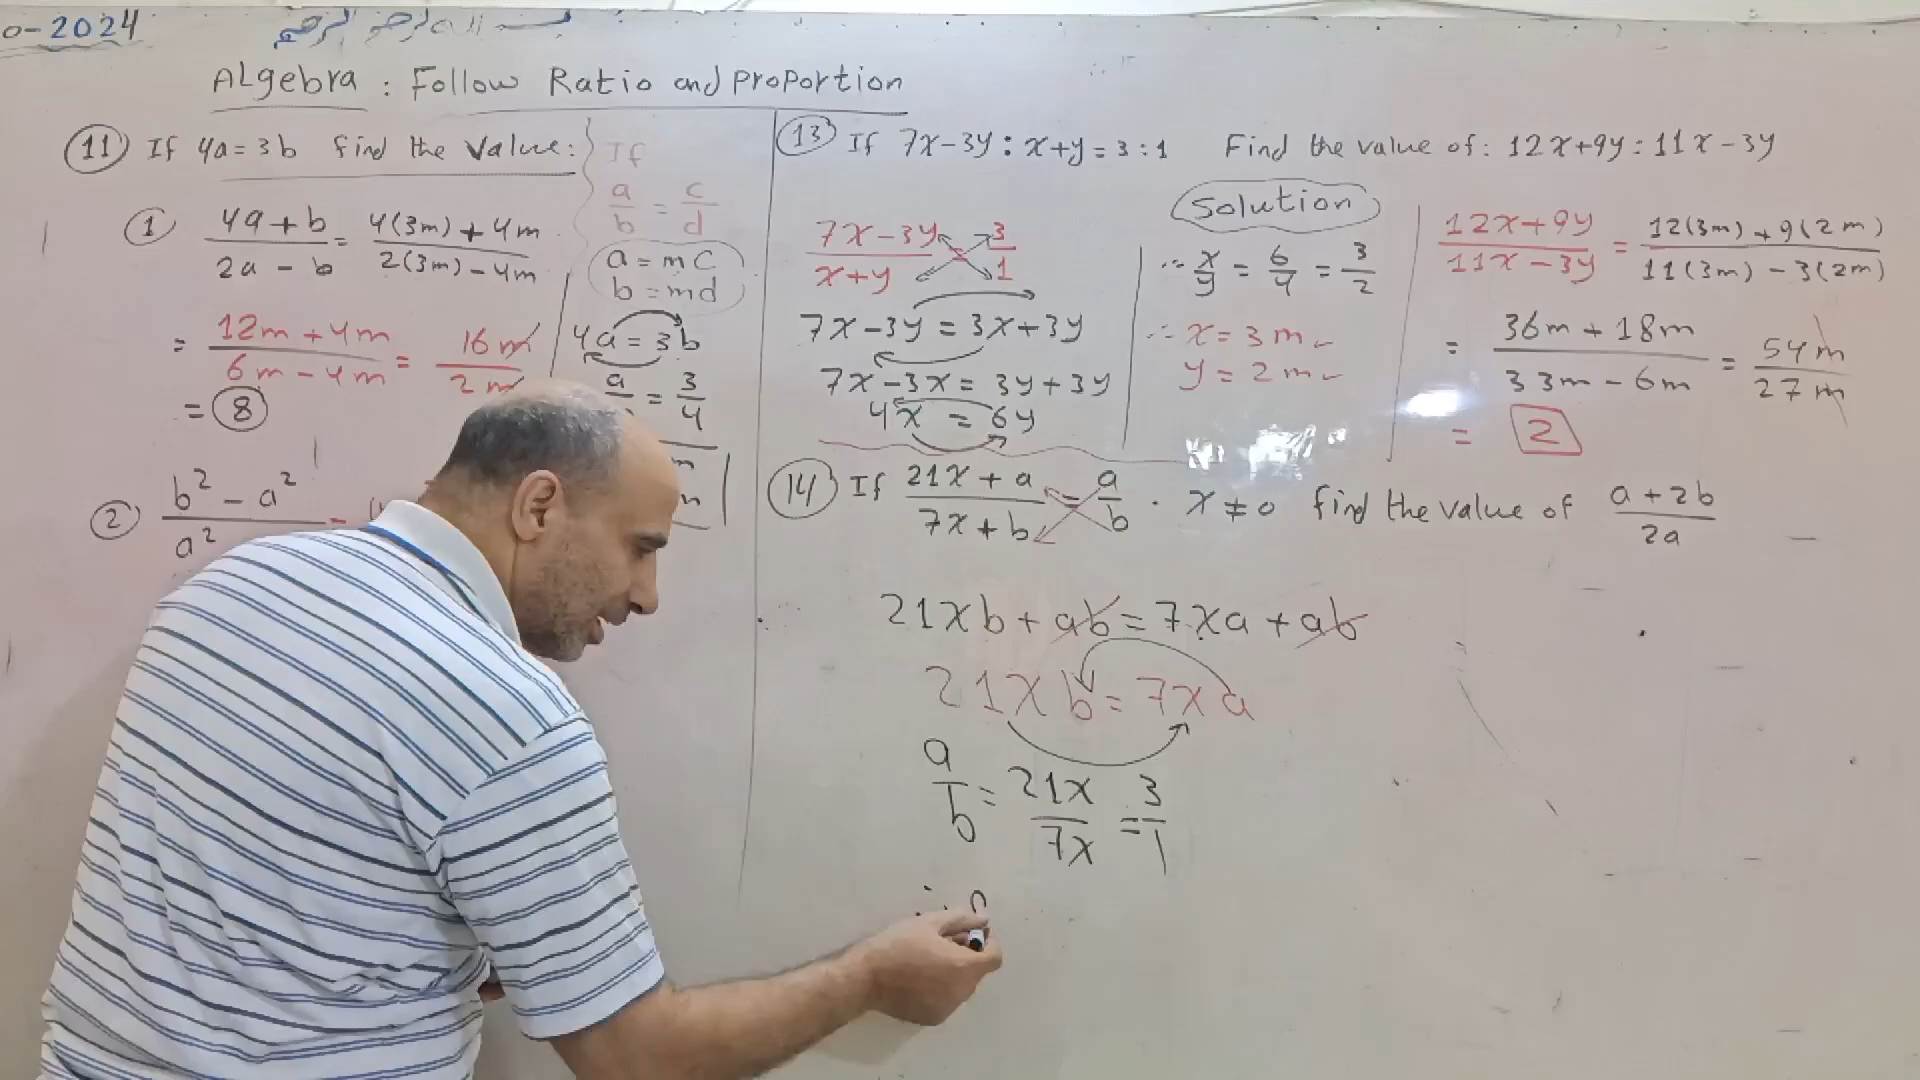 o-2024
بسم الله الرحمن الرحيم
ALgebra : Follow Ratio and Proportion
(11) If 4a=3b find the value:
① (4a+b)/(2a-b) = (4(3m)+4m)/(2(3m)-4m)
= (12m+4m)/(6m-4m) = 16m/2m
= 8
② (b²-a²)/a² =
If
a/b = c/d
a = mc
b = md
4a = 3b
a/ = 3/4
(13) If 7x-3y : x+y = 3:1 Find the value of: 12x+9y : 11x-3y
Solution
(7x-3y)/(x+y) 3/1
7x-3y = 3x+3y
7x-3x = 3y+3y
4x = 6y
∴ x/y = 6/4 = 3/2
∴ x = 3m
y = 2m
(12x+9y)/(11x-3y) = (12(3m)+9(2m))/(11(3m)-3(2m))
= (36m+18m)/(33m-6m) = 54m/27m
= 2
(14) If (21x+a)/(7x+b) = a/b . x≠0 find the value of (a+2b)/2a
21xb+ab=7xa+ab
21xb=7xa
a/b = 21x/7x = 3/1